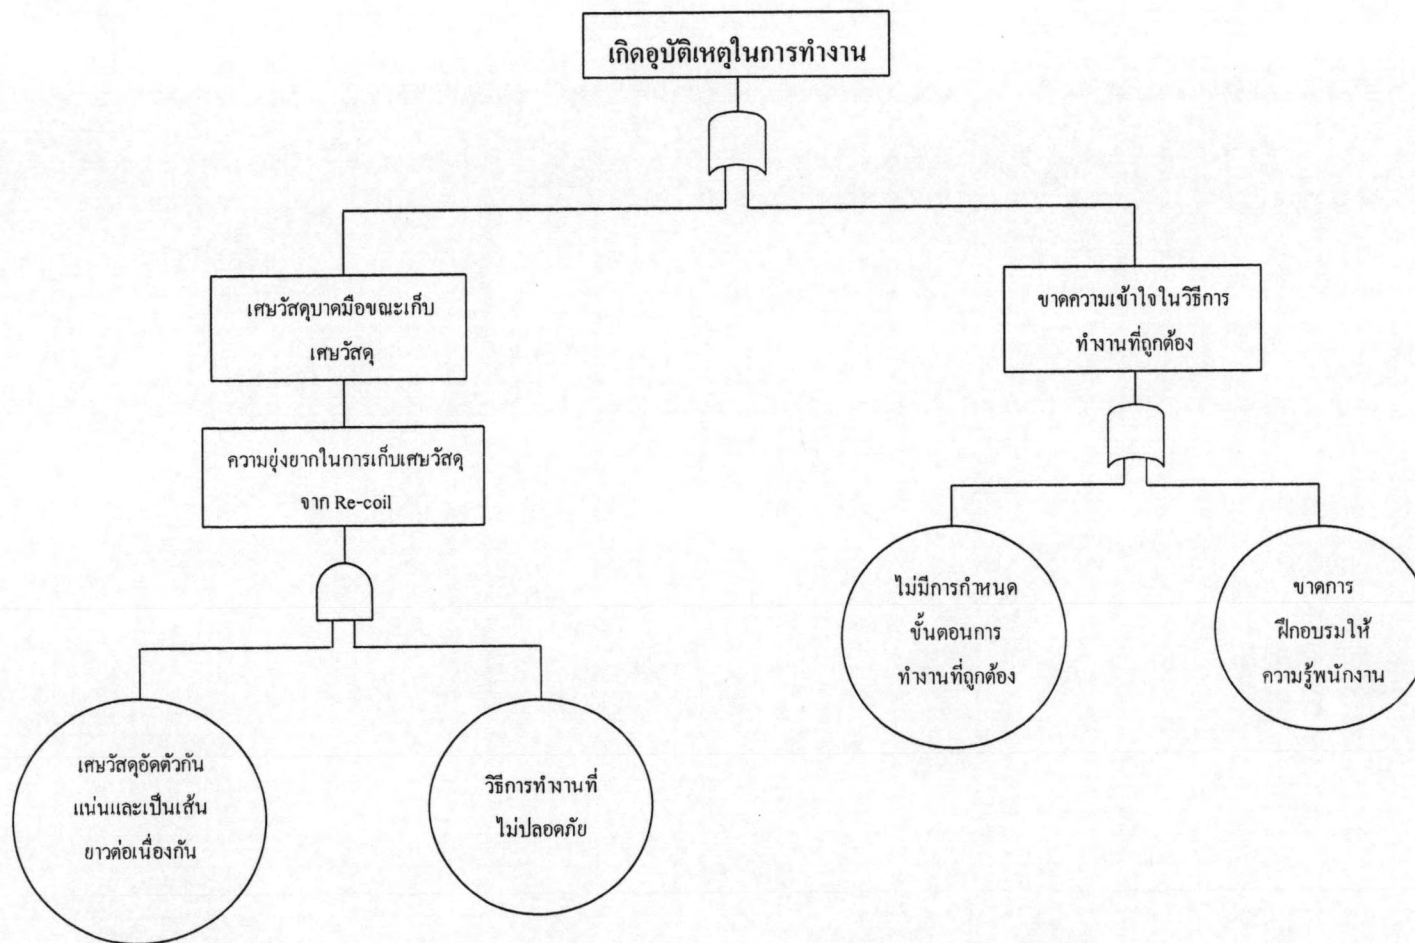 เกิดอุบัติเหตุในการทำงาน
เศษวัสดุบาดมือขณะเก็บ
เศษวัสดุ
ขาดความเข้าใจในวิธีการ
ทำงานที่ถูกต้อง
ความยุ่งยากในการเก็บเศษวัสดุ
จาก Re-coil
ไม่มีการกำหนด
ขั้นตอนการ
ทำงานที่ถูกต้อง
ขาดการ
ฝึกอบรมให้
ความรู้พนักงาน
เศษวัสดุอัดตัวกัน
แน่นและเป็นเส้น
ยาวต่อเนื่องกัน
วิธีการทำงานที่
ไม่ปลอดภัย